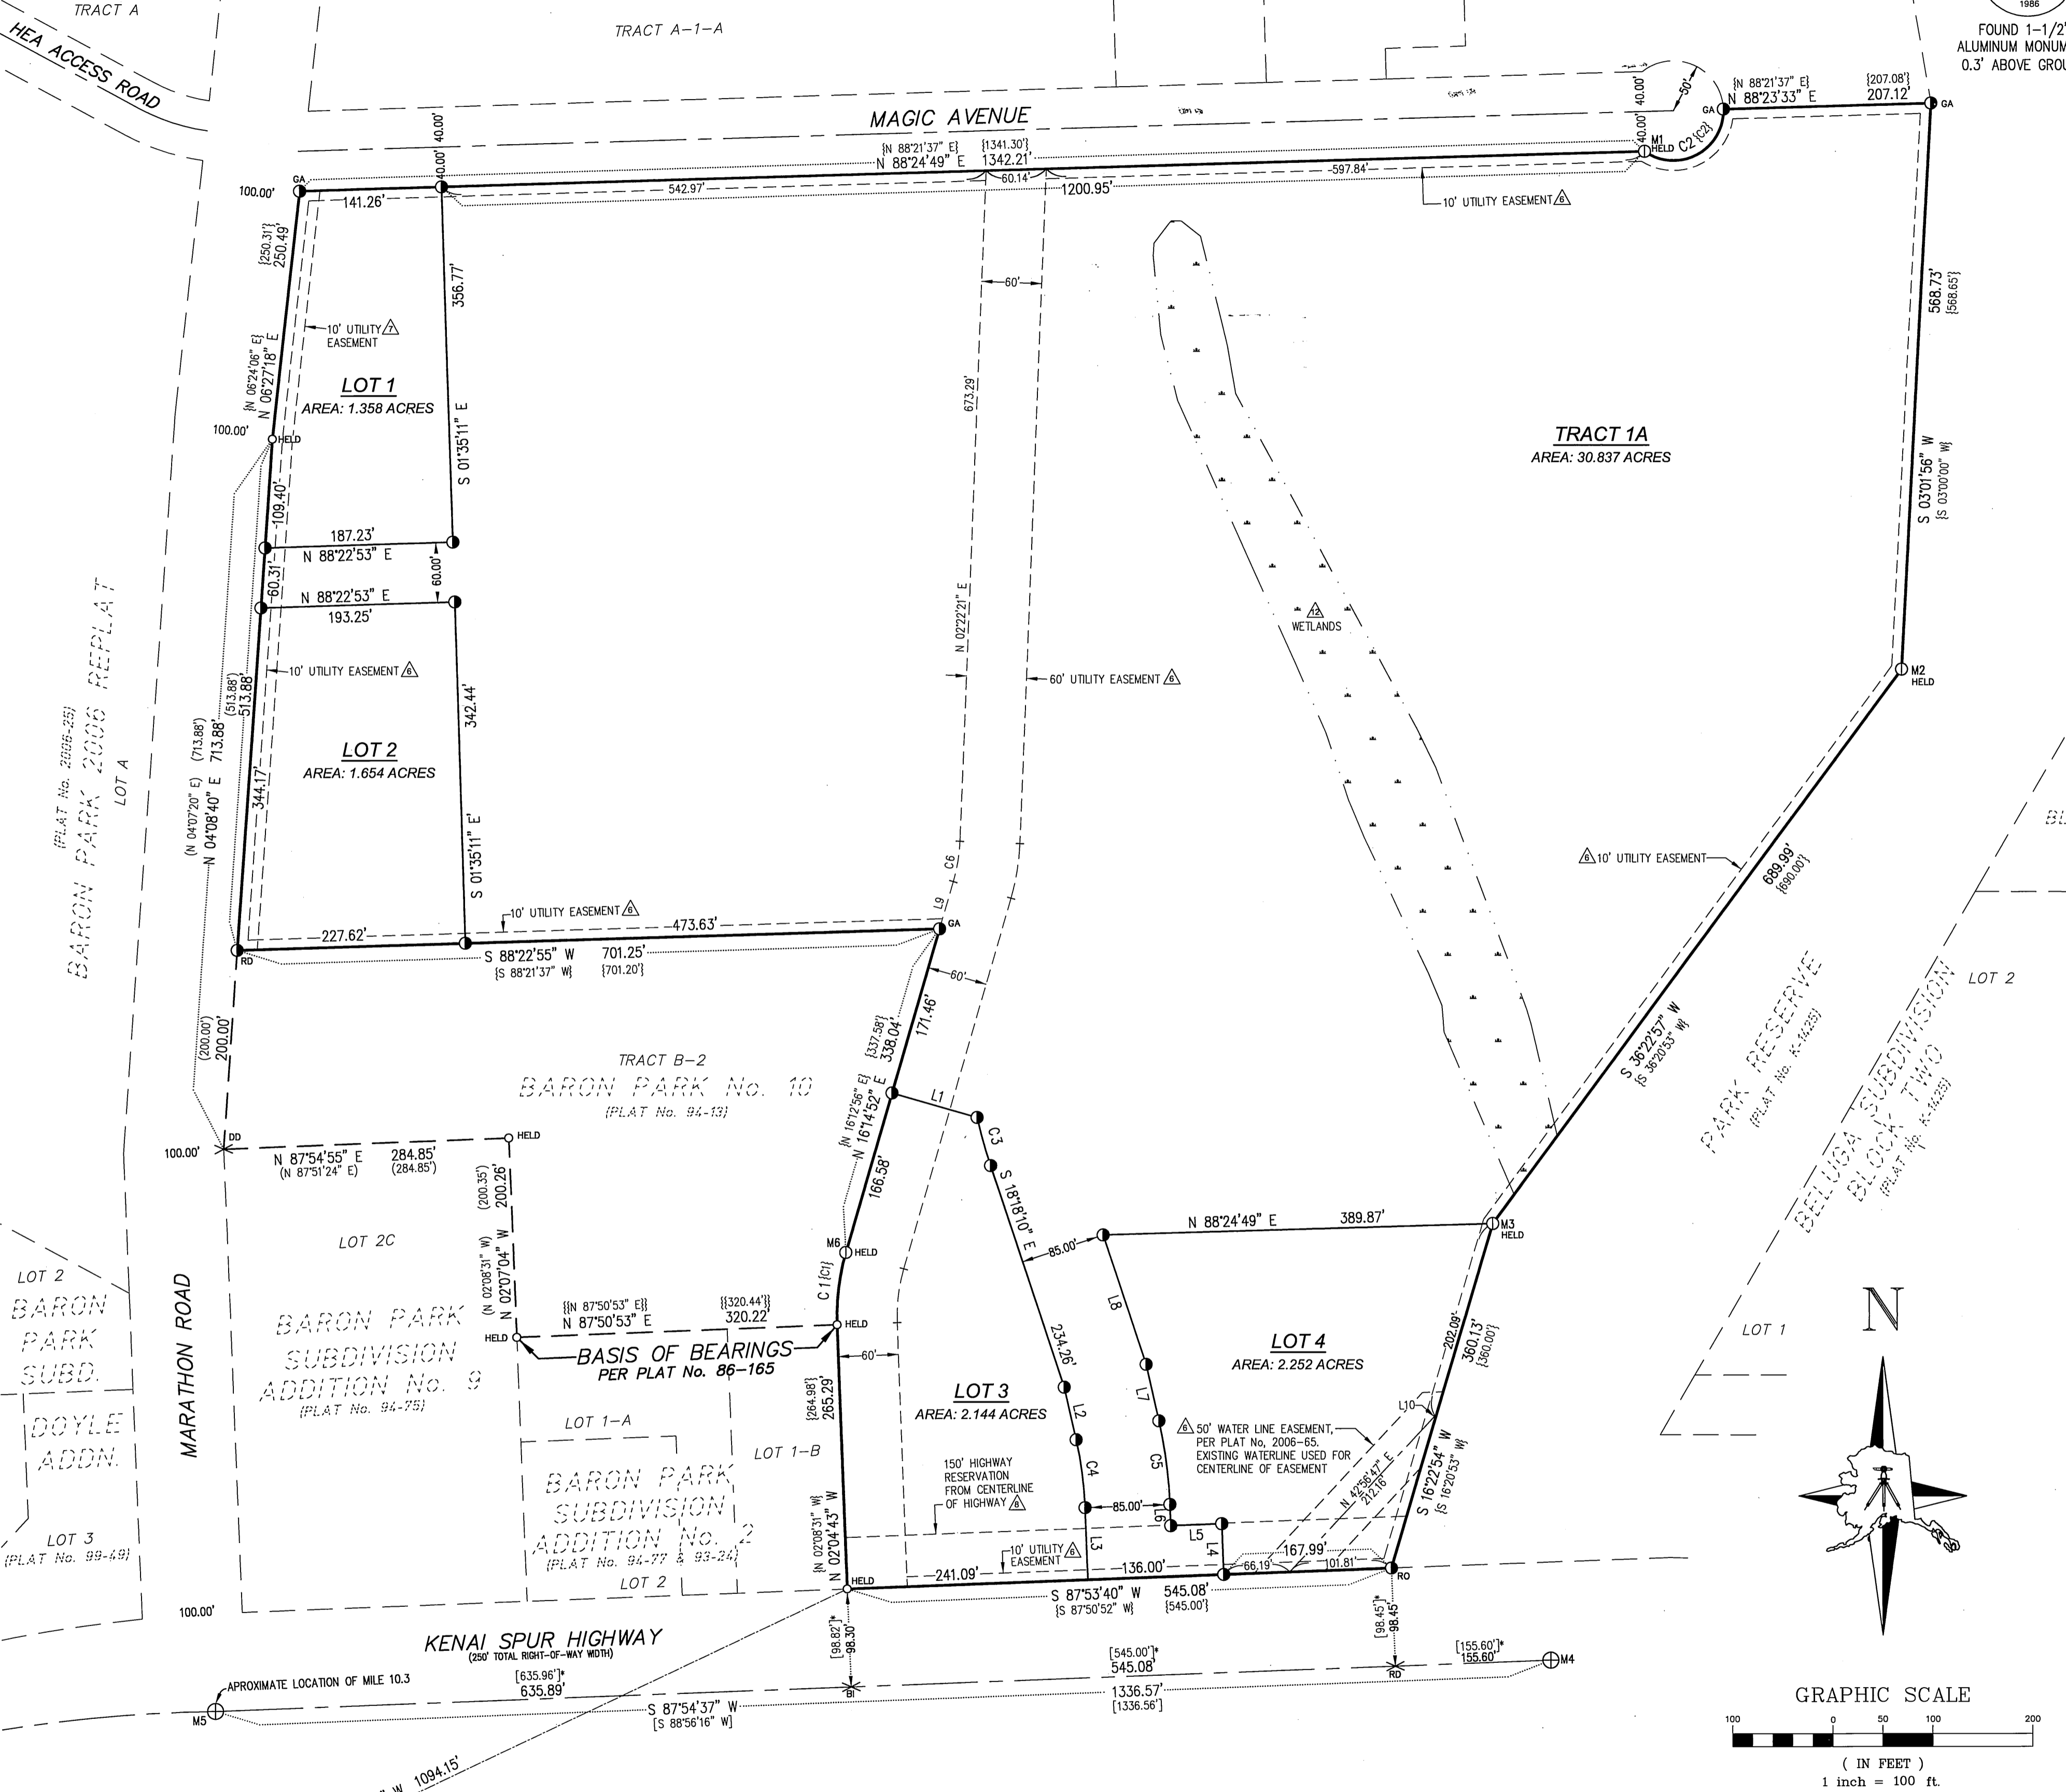 TRACT A
HEA ACCESS ROAD
TRACT A-1-A
1986
FOUND 1-1/2"
ALUMINUM MONUM
0.3' ABOVE GROU
MAGIC AVENUE
{N 88°21'37" E} {1341.30'}
N 88°24'49" E 1342.21'
40.00' 40.00'
40.00' 40.00'
50'
M1
HELD
C2 {C2}
GA
{N 88°21'37" E} {207.08'}
N 88°23'33" E 207.12'
GA
GA
100.00'
141.26'
542.97'
60.14'
1200.95'
597.84'
10' UTILITY EASEMENT 6
{250.31'}
250.49'
{N 06°24'06" E}
N 06°27'18" E
10' UTILITY 7
EASEMENT
356.77'
S 01°35'11" E
LOT 1
AREA: 1.358 ACRES
100.00'
HELD
109.40'
187.23'
N 88°22'53" E
60.31'
60.00'
N 88°22'53" E
193.25'
10' UTILITY EASEMENT 6
(513.88')
513.88'
(N 04°07'20" E) (713.88')
N 04°08'40" E 713.88'
344.17'
342.44'
S 01°35'11" E'
LOT 2
AREA: 1.654 ACRES
60'
673.29'
N 02°22'21" E
60' UTILITY EASEMENT 6
TRACT 1A
AREA: 30.837 ACRES
12
WETLANDS
568.73'
{568.65'}
S 03°01'56" W
{S 03°00'00" W}
M2
HELD
6 10' UTILITY EASEMENT
689.99'
{690.00'}
S 36°22'57" W
{S 36°20'53" W}
BARON PARK 2006 REPLAT
(PLAT No. 2006-25)
LOT A
RD
227.62'
10' UTILITY EASEMENT 6
473.63'
S 88°22'55" W 701.25'
{S 88°21'37" W} {701.20'}
GA
L9
C6
(200.00')
200.00'
60'
171.46'
{337.58'}
338.04'
{N 16°12'56" E}
N 16°14'52" E
166.58'
TRACT B-2
BARON PARK No. 10
(PLAT No. 94-13)
L1
C3
S 18°18'10" E
234.26'
100.00'
DD
HELD
N 87°54'55" E 284.85'
(N 87°51'24" E) (284.85')
(200.35')
200.26'
(N 02°08'31" W)
N 02°07'04" W
LOT 2C
BARON PARK
SUBDIVISION
ADDITION No. 9
(PLAT No. 94-75)
HELD
{{N 87°50'53" E}} {{320.44'}}
N 87°50'53" E 320.22'
BASIS OF BEARINGS
PER PLAT No. 86-165
M6
HELD
C1 {C1}
HELD
60'
N 88°24'49" E 389.87'
85.00'
M3
HELD
L8
L7
C5
L6
L5
L4
L2
C4
L3
85.00'
LOT 4
AREA: 2.252 ACRES
LOT 3
AREA: 2.144 ACRES
202.09'
360.13'
{360.00'}
S 16°22'54" W
{S 16°20'53" W}
L10
6 50' WATER LINE EASEMENT,
PER PLAT No, 2006-65.
EXISTING WATERLINE USED FOR
CENTERLINE OF EASEMENT
N 42°56'47" E
212.16'
150' HIGHWAY
RESERVATION
FROM CENTERLINE
OF HIGHWAY 8
10' UTILITY 6
EASEMENT
{264.98'}
265.29'
{N 02°08'31" W}
N 02°04'43" W
HELD
241.09'
136.00'
167.99'
66.19'
101.81'
RO
S 87°53'40" W 545.08'
{S 87°50'52" W} {545.00'}
LOT 2
BARON
PARK
SUBD.
DOYLE
ADDN.
LOT 3
(PLAT No. 99-49)
MARATHON ROAD
LOT 1-A
LOT 1-B
BARON PARK
SUBDIVISION
ADDITION No. 2
(PLAT No. 94-77 & 93-24)
LOT 2
100.00'
KENAI SPUR HIGHWAY
(250' TOTAL RIGHT-OF-WAY WIDTH)
APROXIMATE LOCATION OF MILE 10.3
M5
[635.96']*
635.89'
[98.82']*
98.30'
BI
[545.00']*
545.08'
[98.45']*
98.45'
RD
[155.60']*
155.60'
M4
S 87°54'37" W 1336.57'
[S 88°56'16" W] [1336.56']
" W 1094.15'
PARK RESERVE
(PLAT No. K-1425)
BELUGA SUBDIVISION
BLOCK TWO
(PLAT No. K-1425)
BL
LOT 2
LOT 1
N
GRAPHIC SCALE
100 0 50 100 200
( IN FEET )
1 inch = 100 ft.